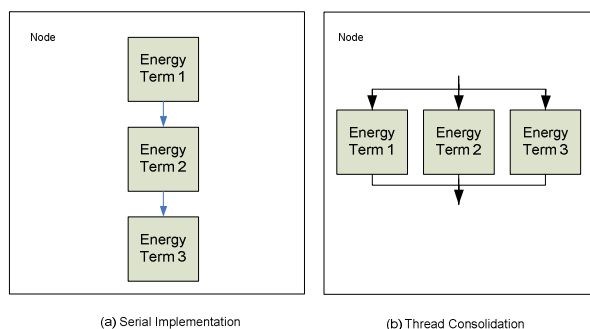 Node
Energy
Term 1
Energy
Term 2
Energy
Term 3
(a) Serial Implementation
Node
Energy
Term 1
Energy
Term 2
Energy
Term 3
(b) Thread Consolidation